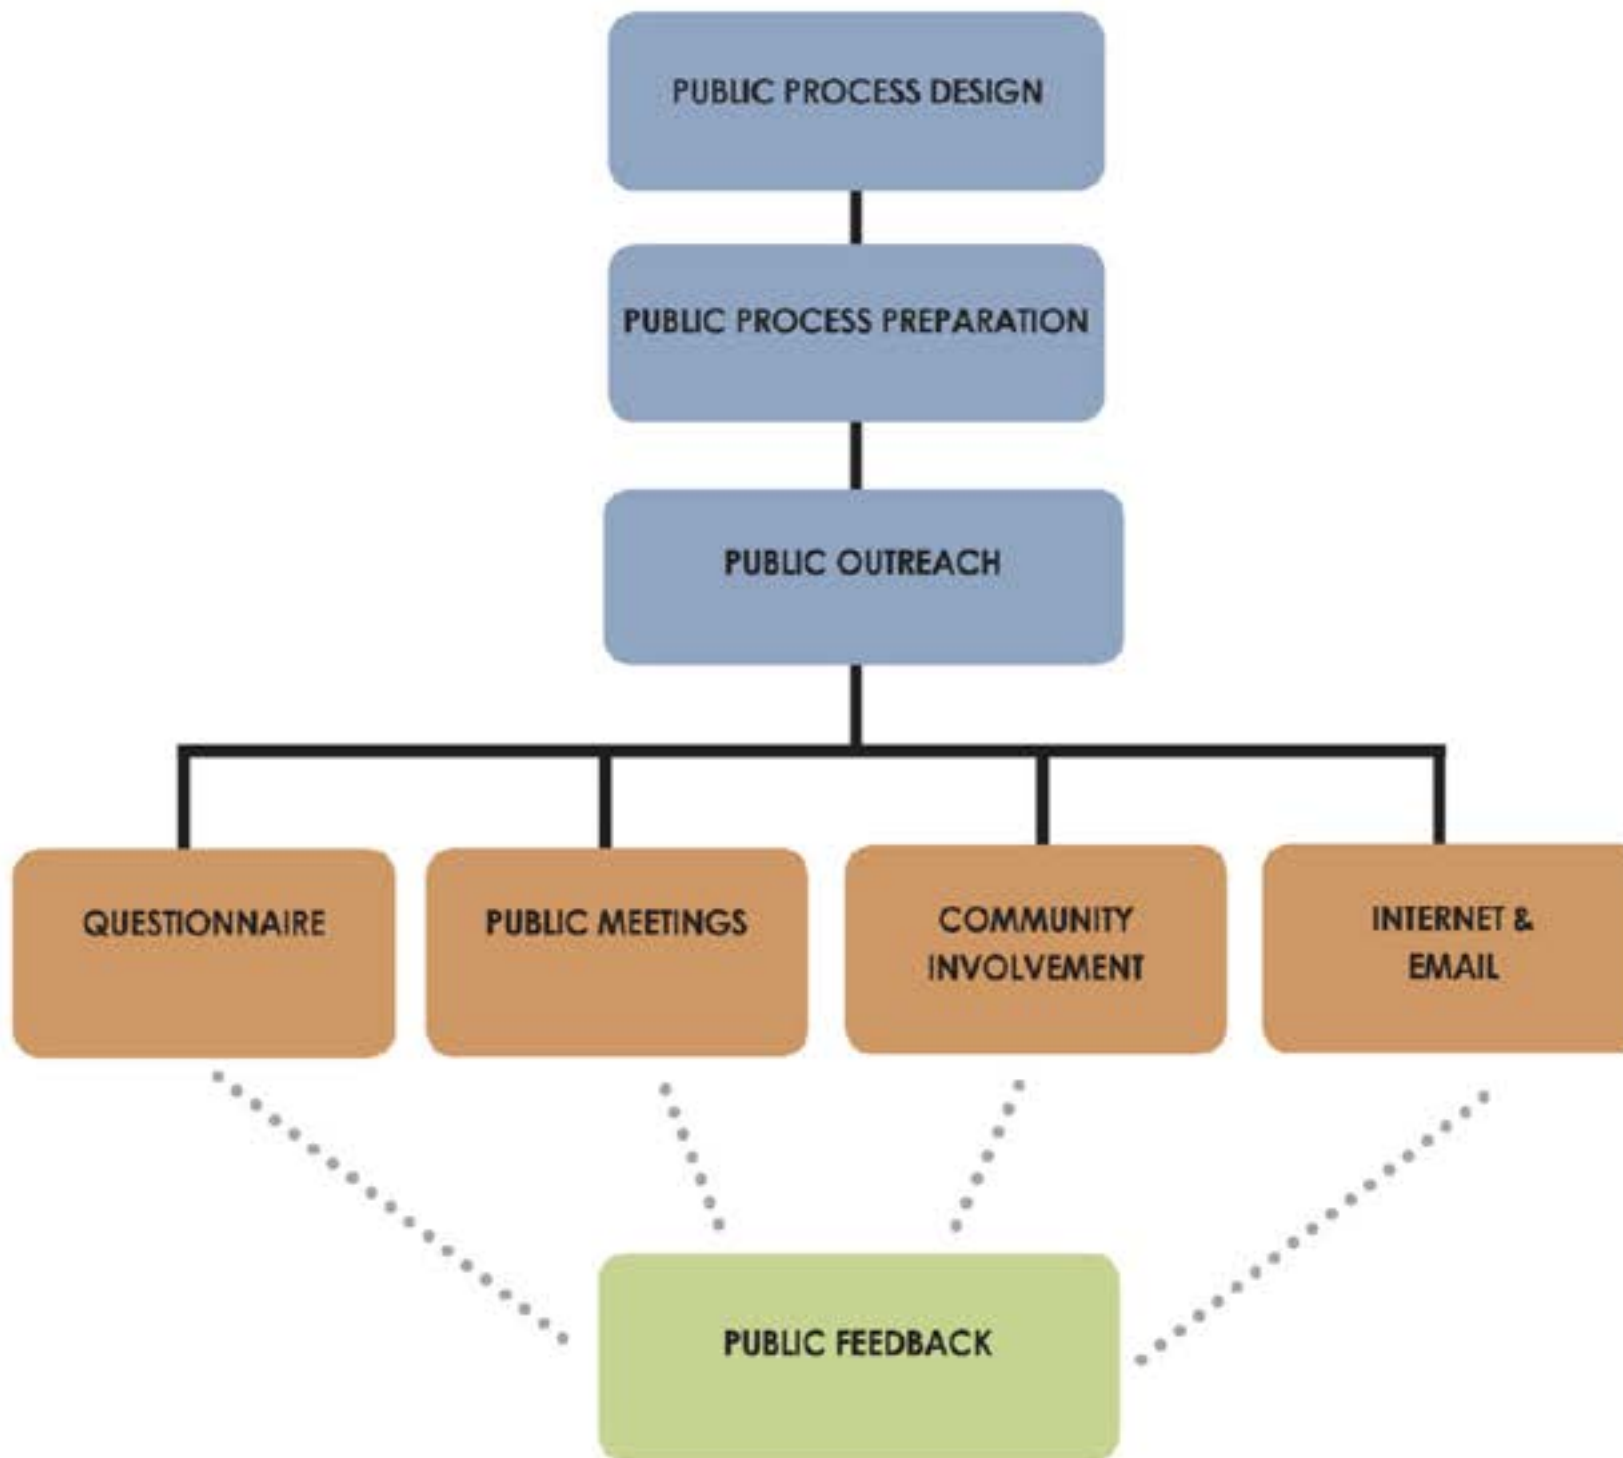 PUBLIC PROCESS DESIGN
PUBLIC PROCESS PREPARATION
PUBLIC OUTREACH
QUESTIONNAIRE
PUBLIC MEETINGS
COMMUNITY
INVOLVEMENT
INTERNET &
EMAIL
PUBLIC FEEDBACK